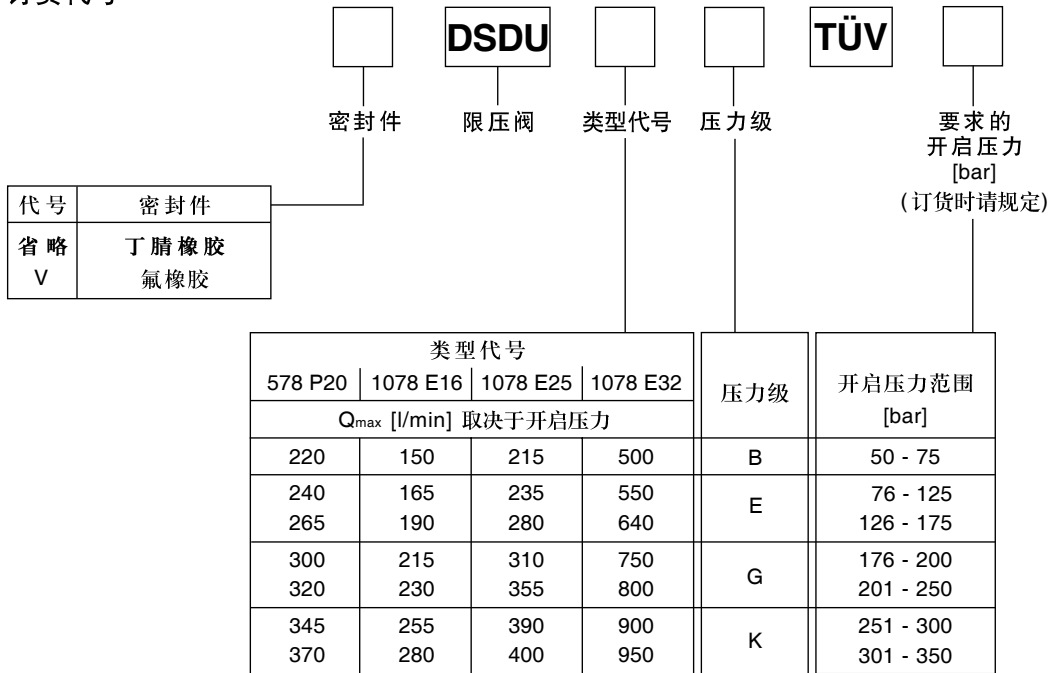 DSDU TÜV
密封件 限压阀 类型代号 压力级 要求的
开启压力
[bar]
(订货时请规定)
代号 密封件
省略 丁腈橡胶
V 氟橡胶
类型代号
578 P20 1078 E16 1078 E25 1078 E32 压力级 开启压力范围
Qmax [l/min] 取决于开启压力 [bar]
220 150 215 500 B 50 - 75
240 165 235 550 E 76 - 125
265 190 280 640 126 - 175
300 215 310 750 G 176 - 200
320 230 355 800 201 - 250
345 255 390 900 K 251 - 300
370 280 400 950 301 - 350